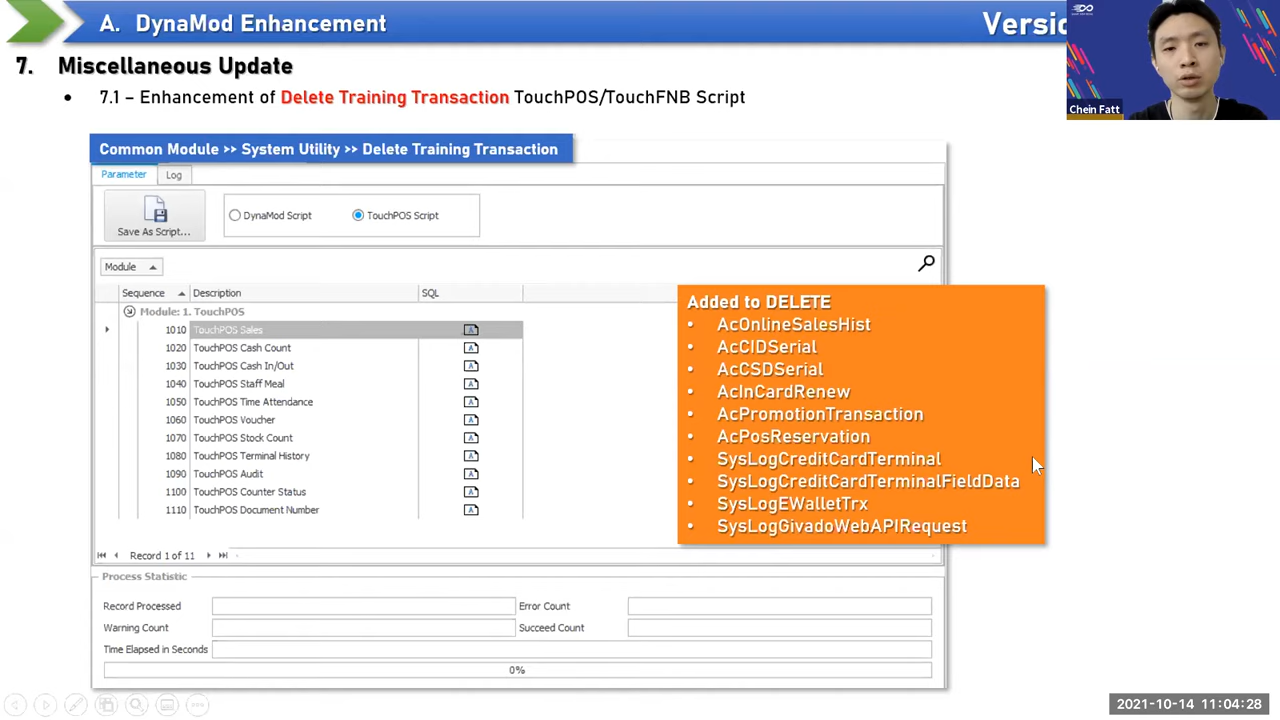 A. DynaMod Enhancement
Versio
Chein Fatt
7. Miscellaneous Update
• 7.1 – Enhancement of Delete Training Transaction TouchPOS/TouchFNB Script
Common Module >> System Utility >> Delete Training Transaction
Parameter Log
Save As Script...
DynaMod Script TouchPOS Script
Module
Sequence Description SQL
Module: 1. TouchPOS
1010 TouchPOS Sales
1020 TouchPOS Cash Count
1030 TouchPOS Cash In/Out
1040 TouchPOS Staff Meal
1050 TouchPOS Time Attendance
1060 TouchPOS Voucher
1070 TouchPOS Stock Count
1080 TouchPOS Terminal History
1090 TouchPOS Audit
1100 TouchPOS Counter Status
1110 TouchPOS Document Number
Added to DELETE
• AcOnlineSalesHist
• AcCIDSerial
• AcCSDSerial
• AcInCardRenew
• AcPromotionTransaction
• AcPosReservation
• SysLogCreditCardTerminal
• SysLogCreditCardTerminalFieldData
• SysLogEWalletTrx
• SysLogGivadoWebAPIRequest
Record 1 of 11
Process Statistic
Record Processed Error Count
Warning Count Succeed Count
Time Elapsed in Seconds
0%
2021-10-14 11:04:28